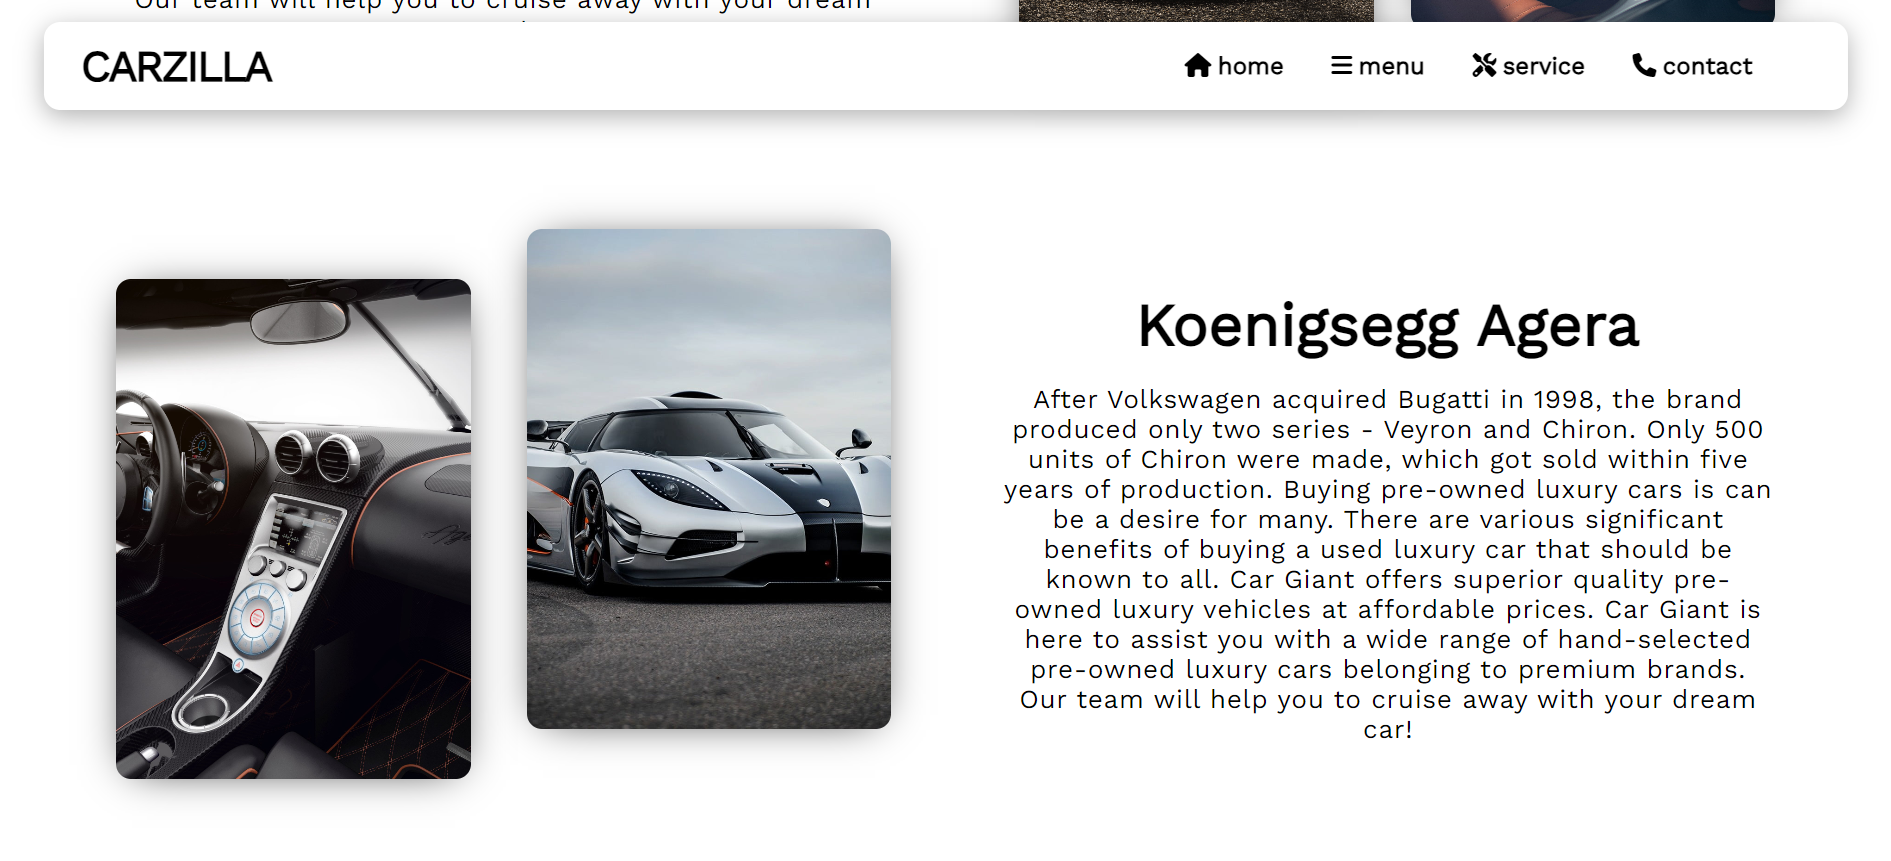 Our team will help you to cruise away with your dream
CARZILLA
home
menu
service
contact
Koenigsegg Agera
After Volkswagen acquired Bugatti in 1998, the brand
produced only two series - Veyron and Chiron. Only 500
units of Chiron were made, which got sold within five
years of production. Buying pre-owned luxury cars is can
be a desire for many. There are various significant
benefits of buying a used luxury car that should be
known to all. Car Giant offers superior quality pre-
owned luxury vehicles at affordable prices. Car Giant is
here to assist you with a wide range of hand-selected
pre-owned luxury cars belonging to premium brands.
Our team will help you to cruise away with your dream
car!